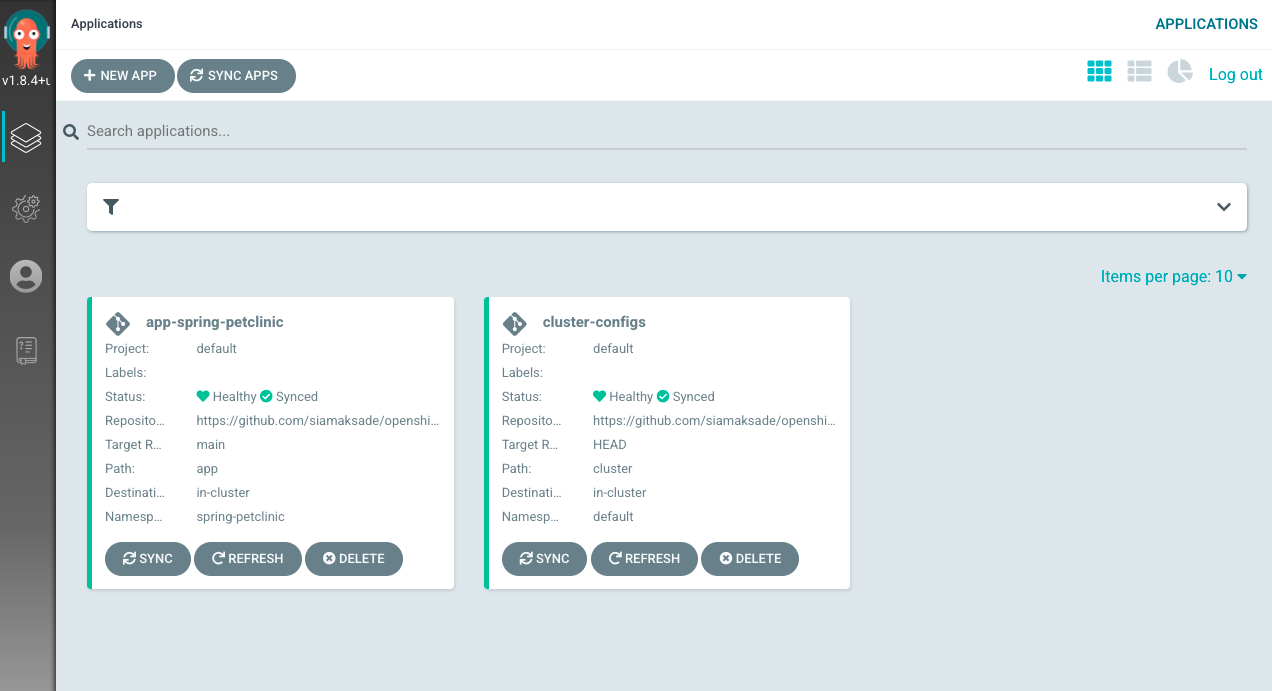 Applications
APPLICATIONS
v1.8.4+u
NEW APP
SYNC APPS
Log out
Search applications...
Items per page: 10
app-spring-petclinic
Project: default
Labels:
Status: Healthy Synced
Reposito... https://github.com/siamaksade/openshi...
Target R... main
Path: app
Destinati... in-cluster
Namesp... spring-petclinic
SYNC REFRESH DELETE
cluster-configs
Project: default
Labels:
Status: Healthy Synced
Reposito... https://github.com/siamaksade/openshi...
Target R... HEAD
Path: cluster
Destinati... in-cluster
Namesp... default
SYNC REFRESH DELETE